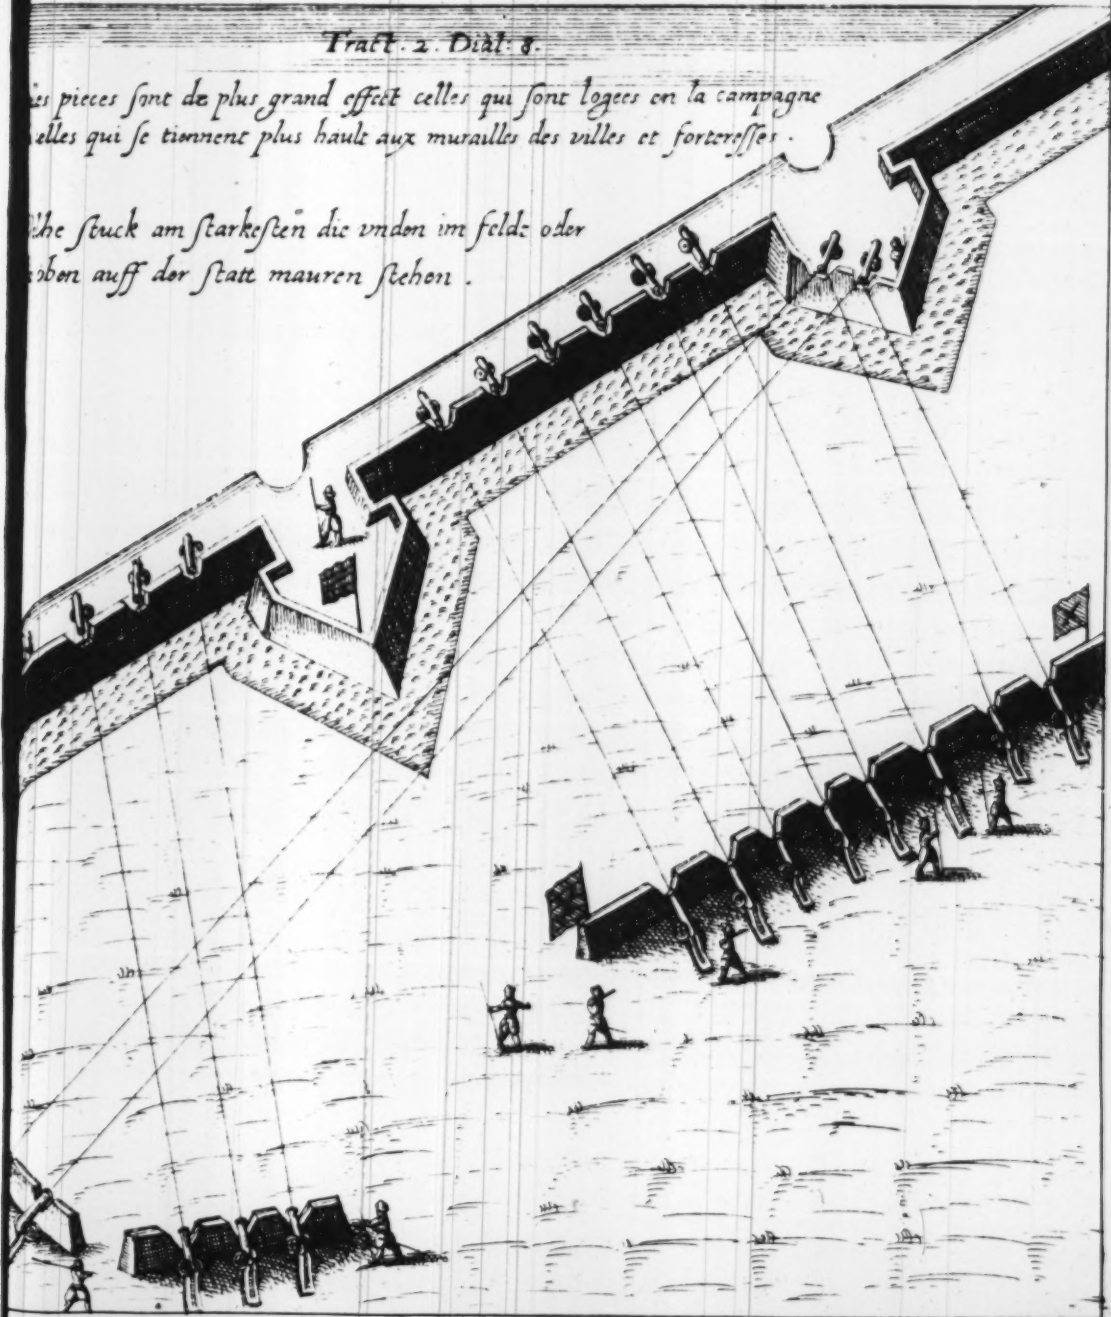 Tract. 2. Dial: 8.
pieces sont de plus grand effect celles qui sont logees en la campagne
elles qui se tiennent plus hault aux murailles des villes et forteresses.
stuck am starkesten die vnden im felde oder
oben auff der statt mauren stehen.